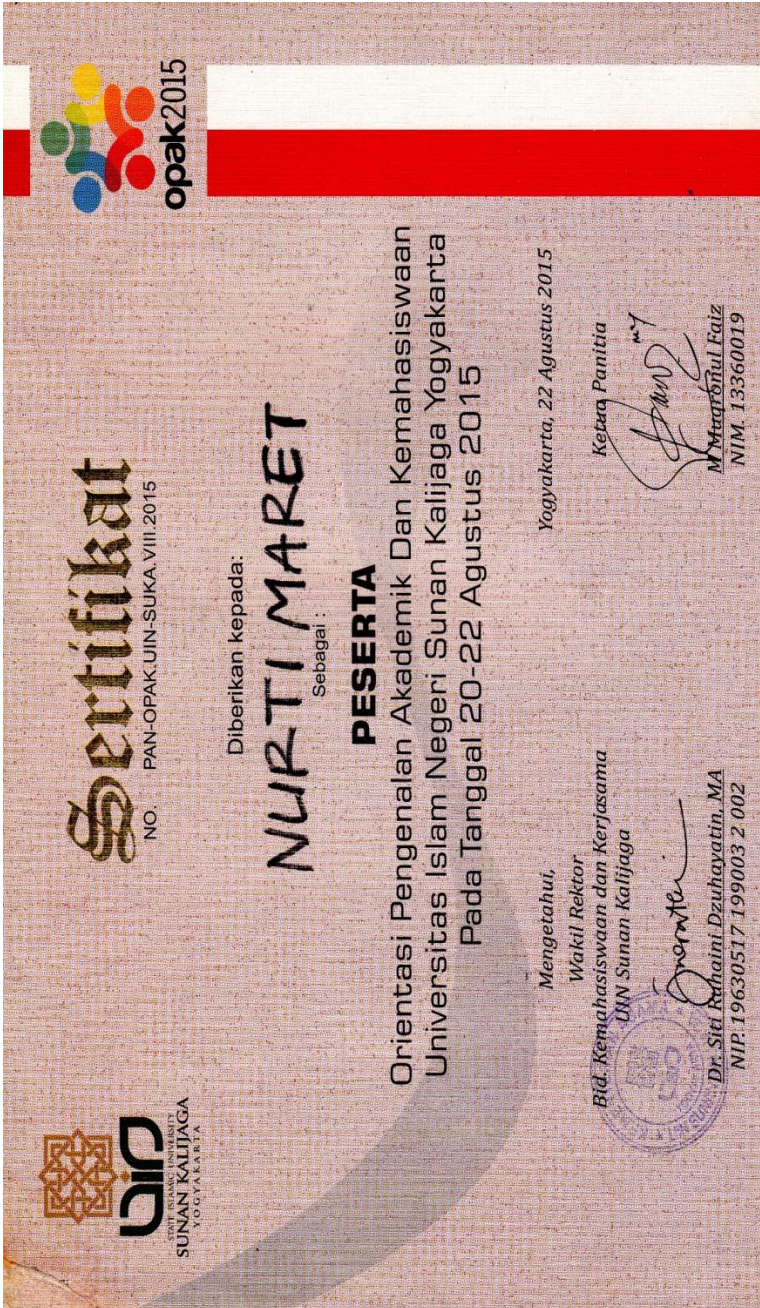 uin
STATE ISLAMIC UNIVERSITY
SUNAN KALIJAGA
YOGYAKARTA
opak2015
Sertifikat
NO. PAN-OPAK.UIN-SUKA.VIII.2015
Diberikan kepada:
NURTI MARET
Sebagai :
PESERTA
Orientasi Pengenalan Akademik Dan Kemahasiswaan
Universitas Islam Negeri Sunan Kalijaga Yogyakarta
Pada Tanggal 20-22 Agustus 2015
Mengetahui,
Wakil Rektor
Bid. Kemahasiswaan dan Kerjasama
UIN Sunan Kalijaga
Dr. Siti Ruhaini Dzuhayatin, MA
NIP. 19630517 199003 2 002
Yogyakarta, 22 Agustus 2015
Ketua Panitia
M Muqronul Faiz
NIM. 13360019